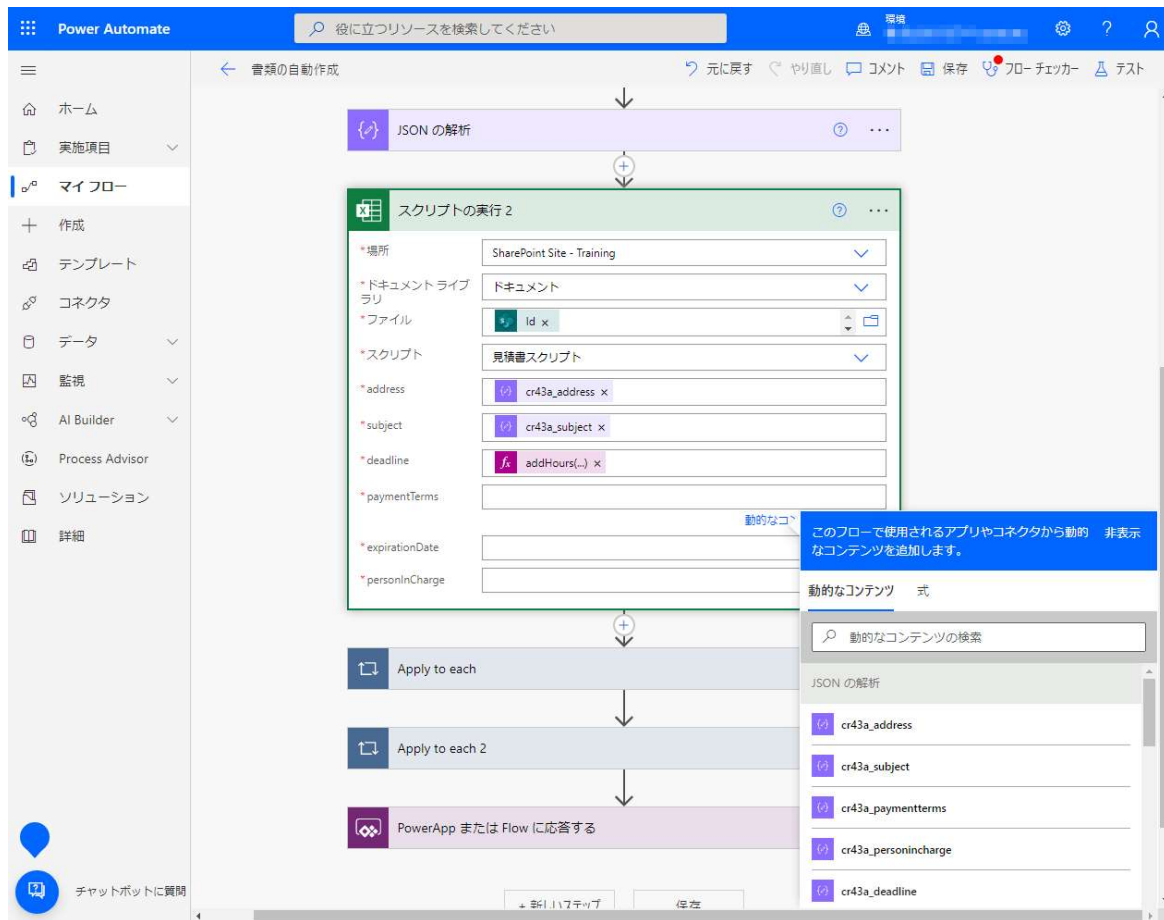 Power Automate
役に立つリソースを検索してください
環境
書類の自動作成
元に戻す
やり直し
コメント
保存
フロー チェッカー
テスト
ホーム
実施項目
マイ フロー
作成
テンプレート
コネクタ
データ
監視
AI Builder
Process Advisor
ソリューション
詳細
チャットボットに質問
JSON の解析
スクリプトの実行 2
*場所
SharePoint Site - Training
*ドキュメント ライブ
ラリ
ドキュメント
*ファイル
Id ×
*スクリプト
見積書スクリプト
*address
cr43a_address ×
*subject
cr43a_subject ×
*deadline
fx addHours(...) ×
*paymentTerms
動的なコン
*expirationDate
*personInCharge
Apply to each
Apply to each 2
PowerApp または Flow に応答する
+ 新しいステップ
保存
このフローで使用されるアプリやコネクタから動的
なコンテンツを追加します。
非表示
動的なコンテンツ
式
動的なコンテンツの検索
JSON の解析
cr43a_address
cr43a_subject
cr43a_paymentterms
cr43a_personincharge
cr43a_deadline